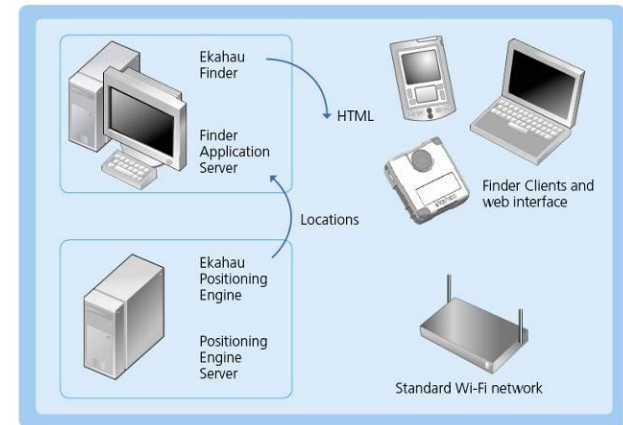 Ekahau
Finder
HTML
Finder
Application
Server
Finder Clients and
web interface
Locations
Ekahau
Positioning
Engine
Positioning
Engine
Server
Standard Wi-Fi network